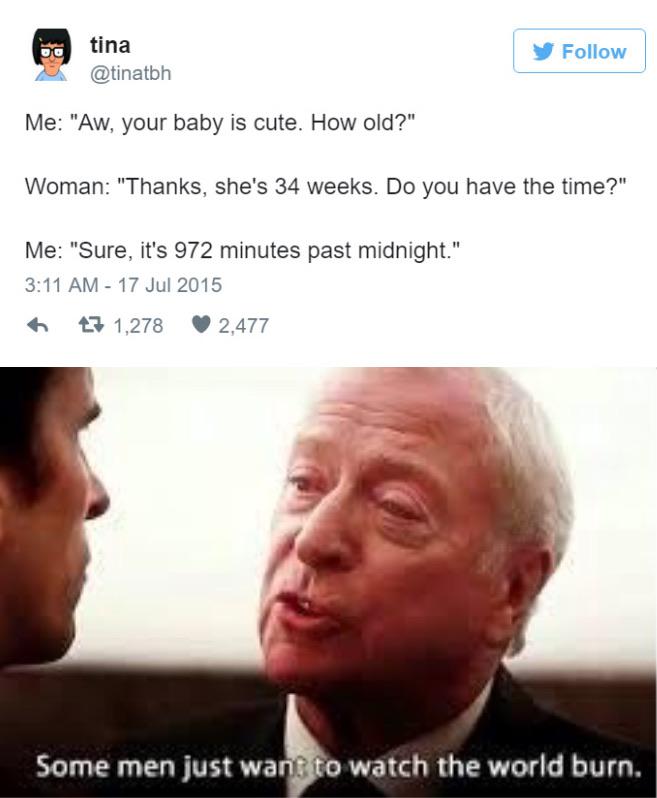 tina
Follow
@tinatbh
Me: "Aw, your baby is cute. How old?"
Woman: "Thanks, she's 34 weeks. Do you have the time?"
Me: "Sure, it's 972 minutes past midnight."
3:11 AM - 17 Jul 2015
1,278 2,477
Some men just want to watch the world burn.